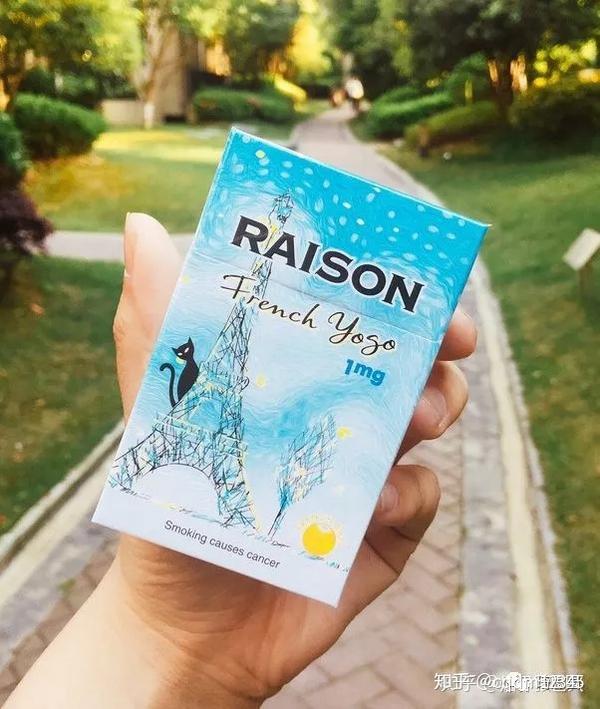 RAISON
French Yogo
1mg
Smoking causes cancer
知乎